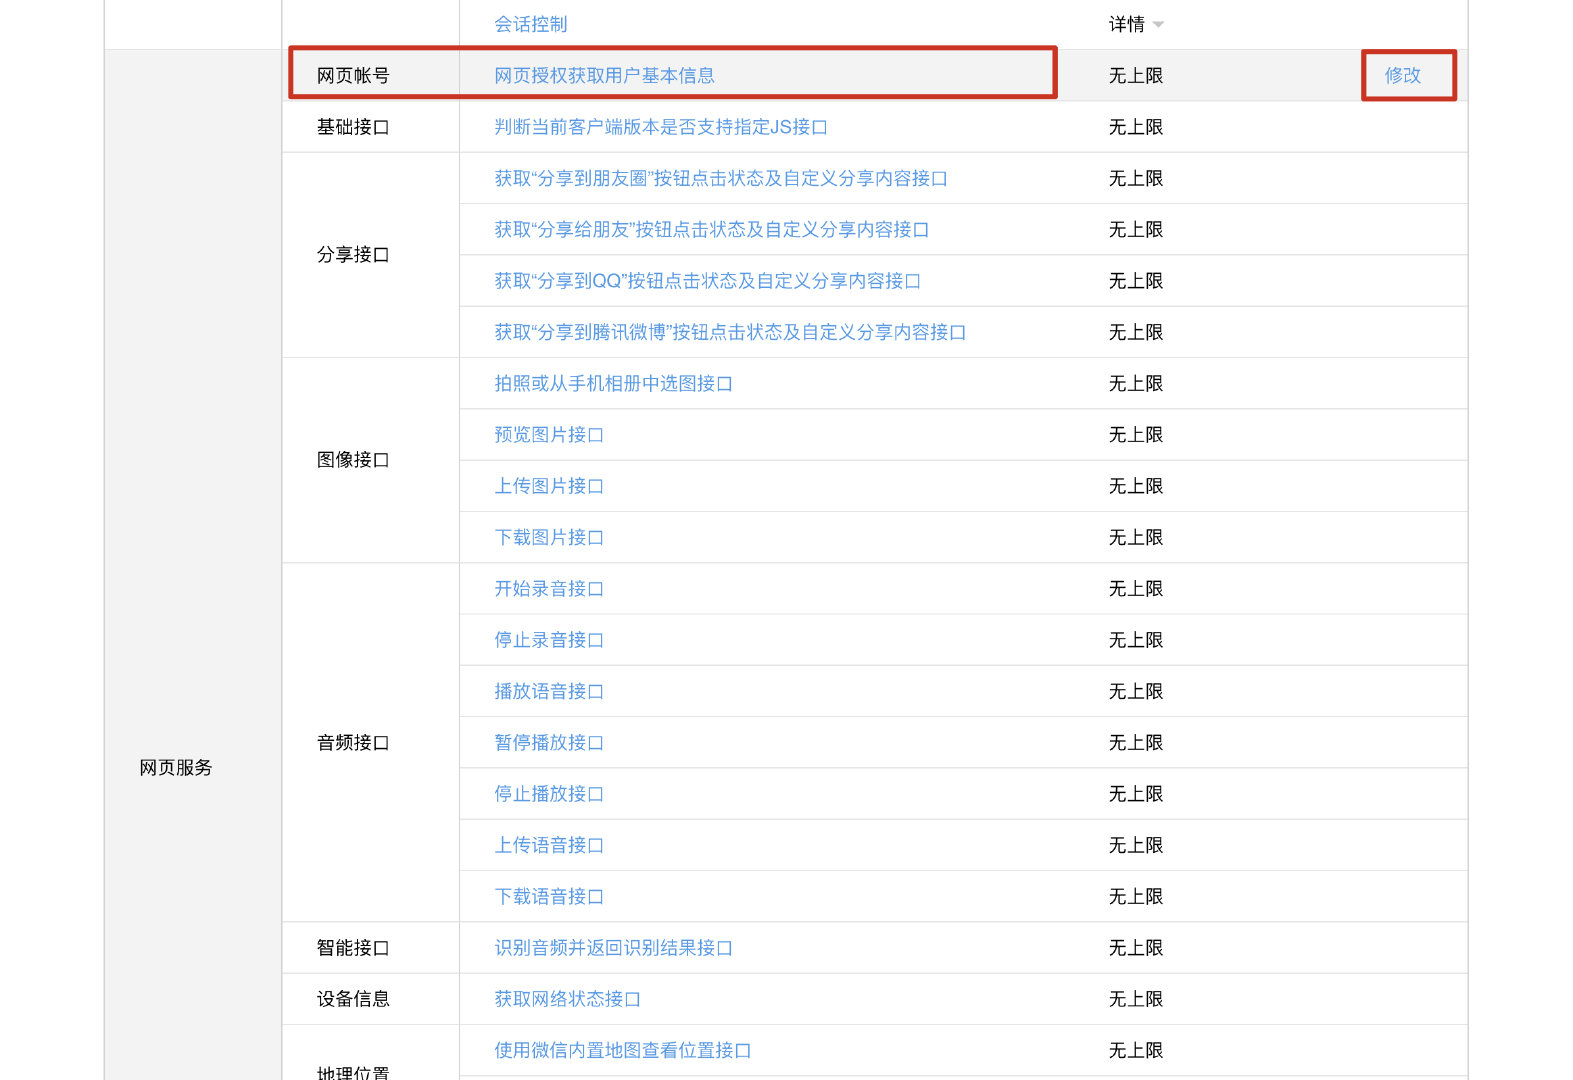 会话控制 详情
网页帐号 网页授权获取用户基本信息 无上限 修改
基础接口 判断当前客户端版本是否支持指定JS接口 无上限
获取“分享到朋友圈”按钮点击状态及自定义分享内容接口 无上限
获取“分享给朋友”按钮点击状态及自定义分享内容接口 无上限
分享接口
获取“分享到QQ”按钮点击状态及自定义分享内容接口 无上限
获取“分享到腾讯微博”按钮点击状态及自定义分享内容接口 无上限
拍照或从手机相册中选图接口 无上限
预览图片接口 无上限
图像接口
上传图片接口 无上限
下载图片接口 无上限
开始录音接口 无上限
停止录音接口 无上限
播放语音接口 无上限
音频接口 暂停播放接口 无上限
网页服务
停止播放接口 无上限
上传语音接口 无上限
下载语音接口 无上限
智能接口 识别音频并返回识别结果接口 无上限
设备信息 获取网络状态接口 无上限
使用微信内置地图查看位置接口 无上限
地理位置